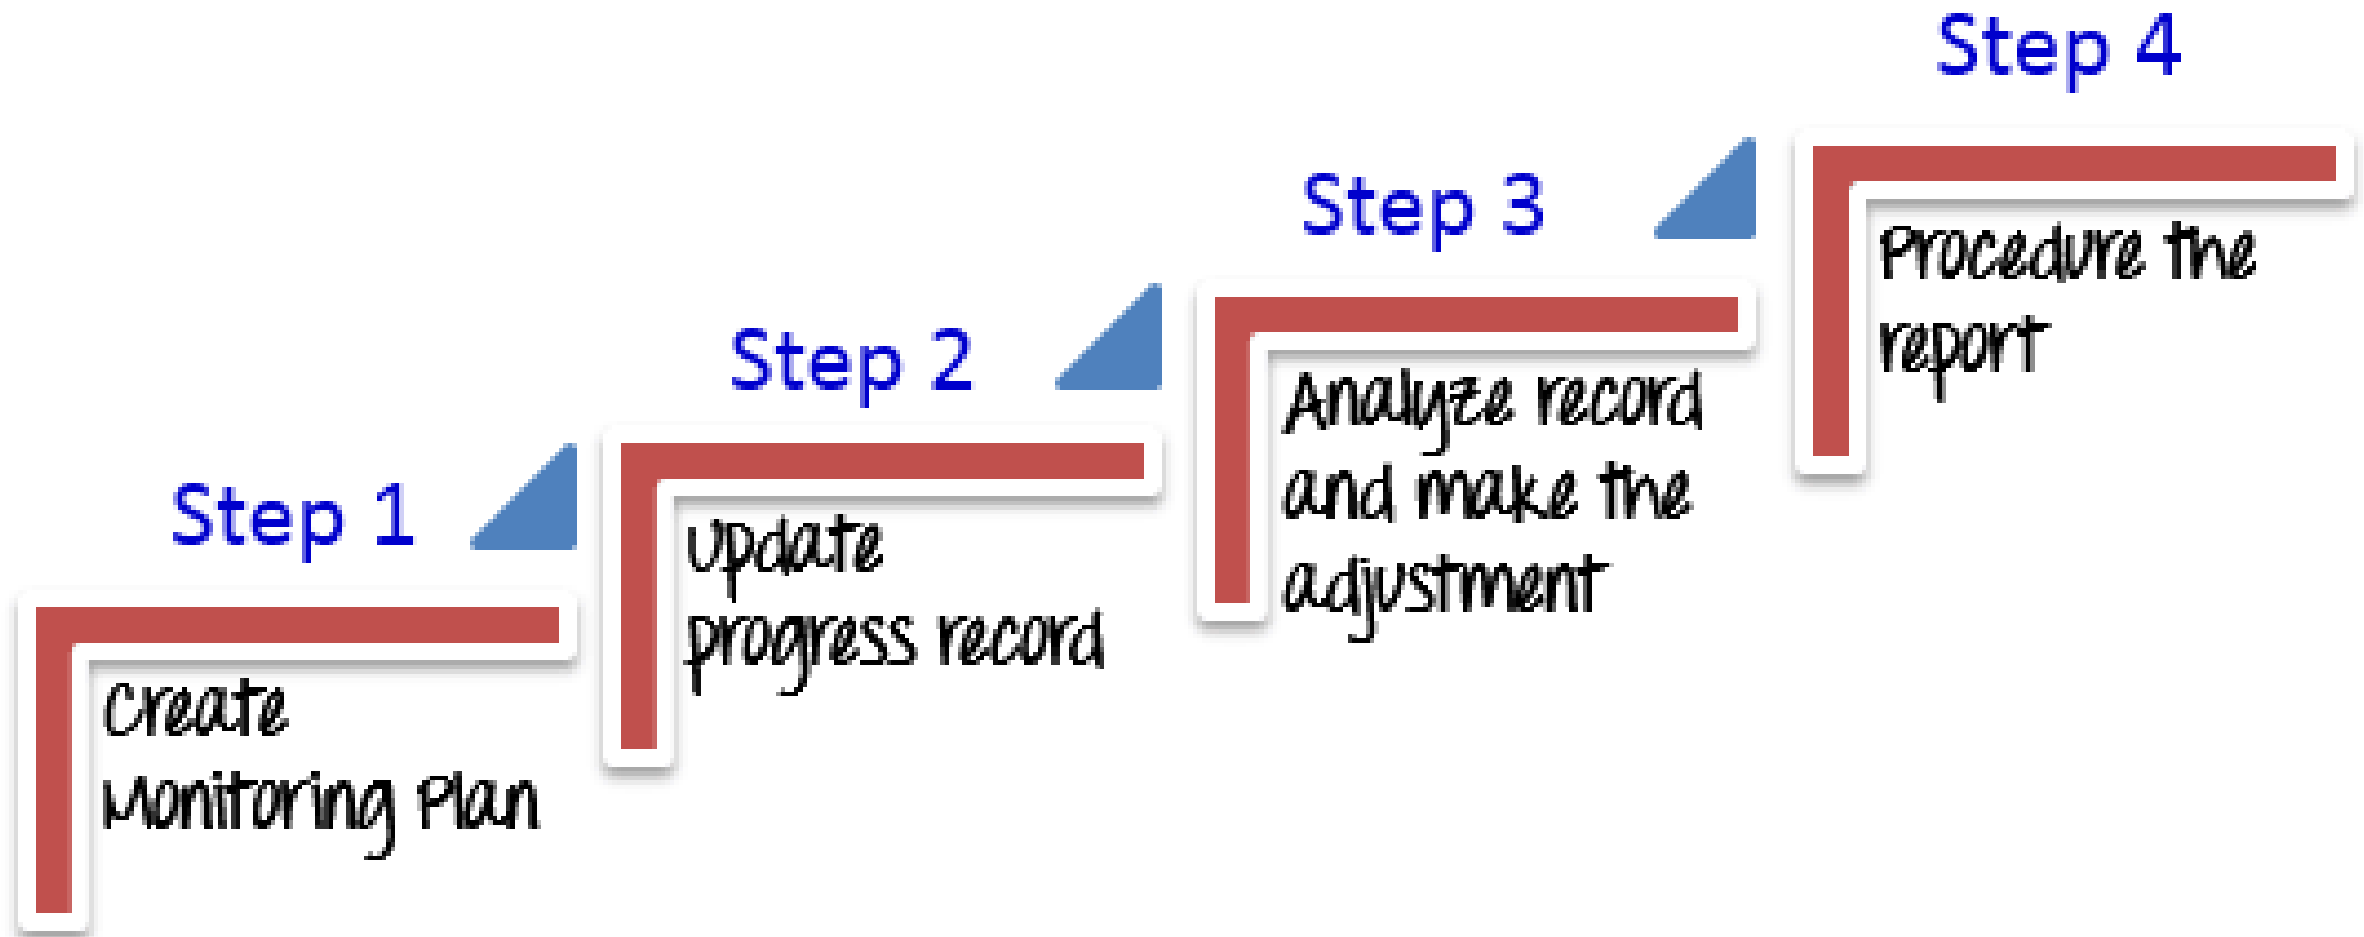 Step 1
Create
Monitoring Plan
Step 2
Update
progress record
Step 3
Analyze record
and make the
adjustment
Step 4
Procedure the
report